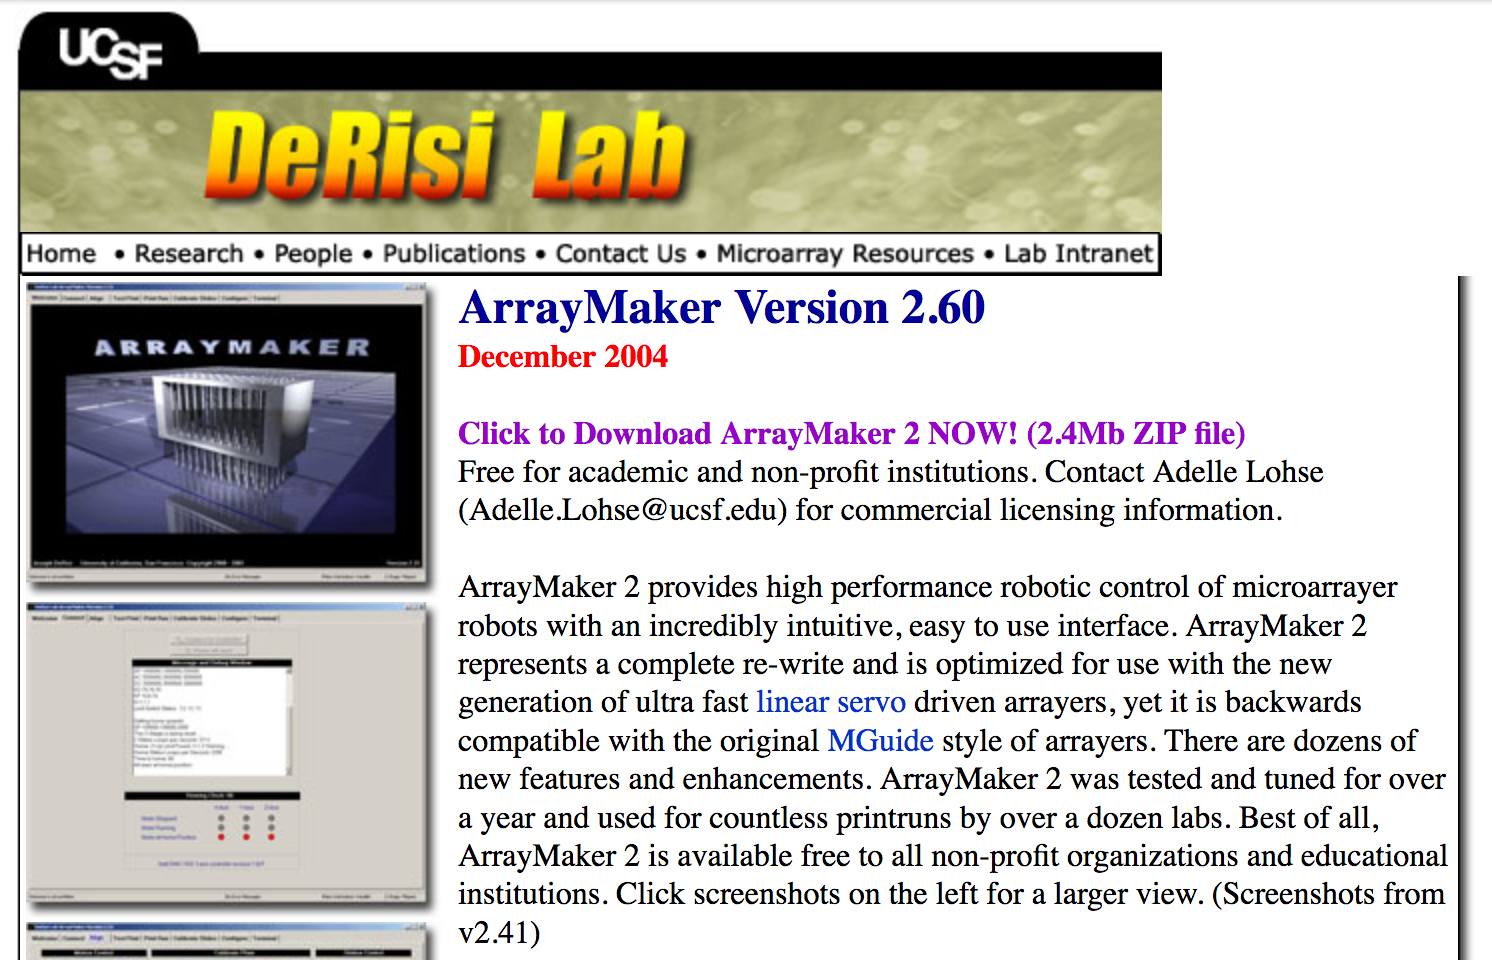 UCSF
DeRisi Lab
Home • Research • People • Publications • Contact Us • Microarray Resources • Lab Intranet
ARRAYMAKER
ArrayMaker Version 2.60
December 2004
Click to Download ArrayMaker 2 NOW! (2.4Mb ZIP file)
Free for academic and non-profit institutions. Contact Adelle Lohse
(Adelle.Lohse@ucsf.edu) for commercial licensing information.
ArrayMaker 2 provides high performance robotic control of microarrayer
robots with an incredibly intuitive, easy to use interface. ArrayMaker 2
represents a complete re-write and is optimized for use with the new
generation of ultra fast linear servo driven arrayers, yet it is backwards
compatible with the original MGuide style of arrayers. There are dozens of
new features and enhancements. ArrayMaker 2 was tested and tuned for over
a year and used for countless printruns by over a dozen labs. Best of all,
ArrayMaker 2 is available free to all non-profit organizations and educational
institutions. Click screenshots on the left for a larger view. (Screenshots from
v2.41)